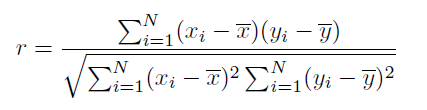 r = \frac{\sum_{i=1}^{N}(x_i - \overline{x})(y_i - \overline{y})}{\sqrt{\sum_{i=1}^{N}(x_i - \overline{x})^2 \sum_{i=1}^{N}(y_i - \overline{y})^2}}